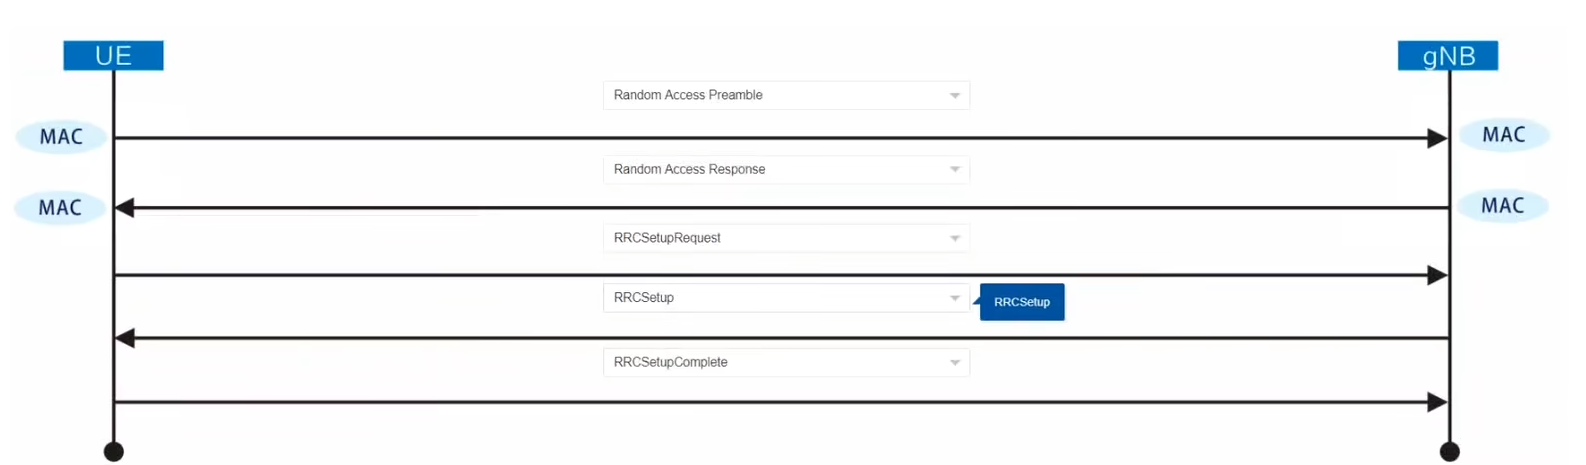 UE
gNB
Random Access Preamble
MAC
MAC
Random Access Response
MAC
MAC
RRCSetupRequest
RRCSetup
RRCSetup
RRCSetupComplete